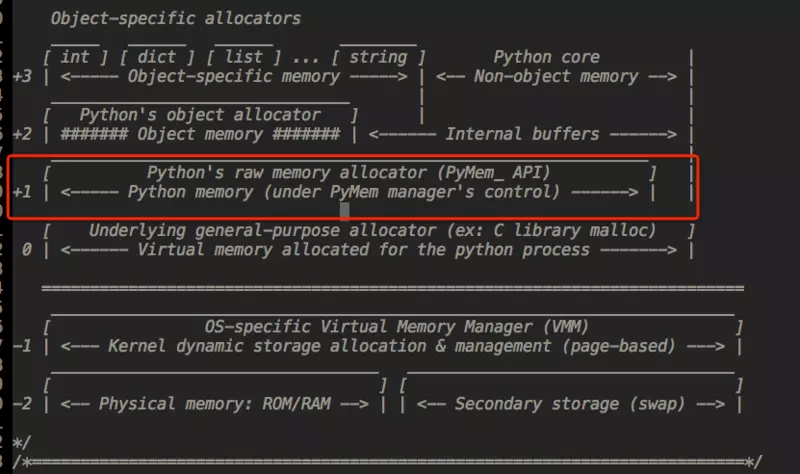 Object-specific allocators
[ int ] [ dict ] [ list ] ... [ string ] Python core |
+3 | <----- Object-specific memory -----> | <-- Non-object memory --> |
[ Python's object allocator ] | |
+2 | ####### Object memory ####### | <------ Internal buffers ------> |
[ Python's raw memory allocator (PyMem_ API) ] |
+1 | <----- Python memory (under PyMem manager's control) ------> | |
[ Underlying general-purpose allocator (ex: C library malloc) ]
0 | <------ Virtual memory allocated for the python process -------> |
=========================================================================
[ OS-specific Virtual Memory Manager (VMM) ]
-1 | <--- Kernel dynamic storage allocation & management (page-based) ---> |
[ ] [ ]
-2 | <-- Physical memory: ROM/RAM --> | | <-- Secondary storage (swap) --> |
*/
/*==========================================================================*/